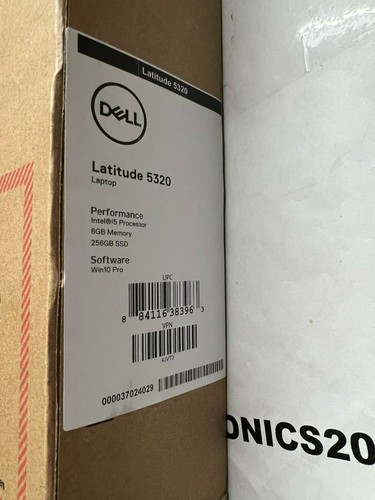 Latitude 5320
DELL
Latitude 5320
Laptop
Performance
Intel®i5 Processor
8GB Memory
256GB SSD
Software
Win10 Pro
UPC
8 84116 38396 3
VPN
4JVT3
000037024029
ONICS20